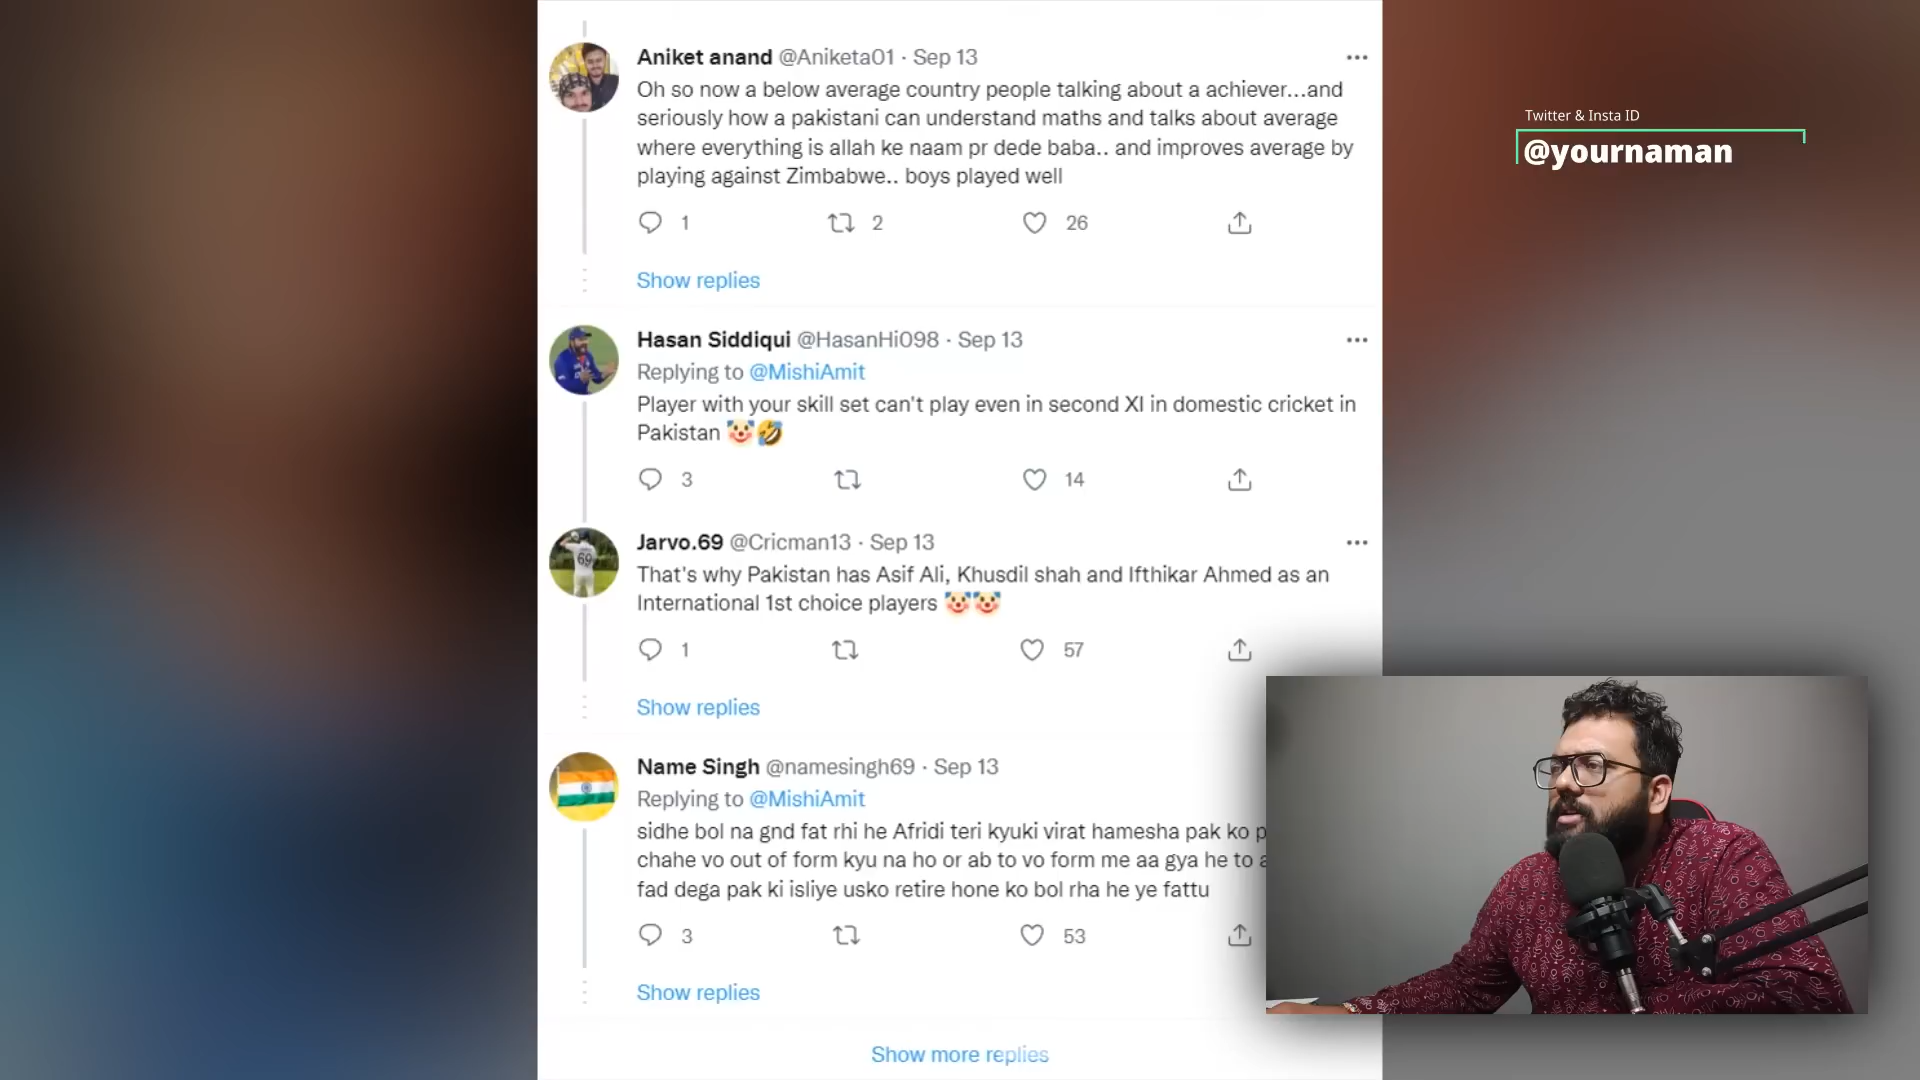 Aniket anand @Aniketa01 · Sep 13
Oh so now a below average country people talking about a achiever...and
seriously how a pakistani can understand maths and talks about average
where everything is allah ke naam pr dede baba.. and improves average by
playing against Zimbabwe.. boys played well
1 2 26
Show replies
Hasan Siddiqui @HasanHi098 · Sep 13
Replying to @MishiAmit
Player with your skill set can't play even in second XI in domestic cricket in
Pakistan 🤡🤣
3 14
Jarvo.69 @Cricman13 · Sep 13
That's why Pakistan has Asif Ali, Khusdil shah and Ifthikar Ahmed as an
International 1st choice players 🤡🤡
1 57
Show replies
Name Singh @namesingh69 · Sep 13
Replying to @MishiAmit
sidhe bol na gnd fat rhi he Afridi teri kyuki virat hamesha pak ko
chahe vo out of form kyu na ho or ab to vo form me aa gya he to
fad dega pak ki isliye usko retire hone ko bol rha he ye fattu
3 53
Show replies
Show more replies
Twitter & Insta ID
@yournaman
69